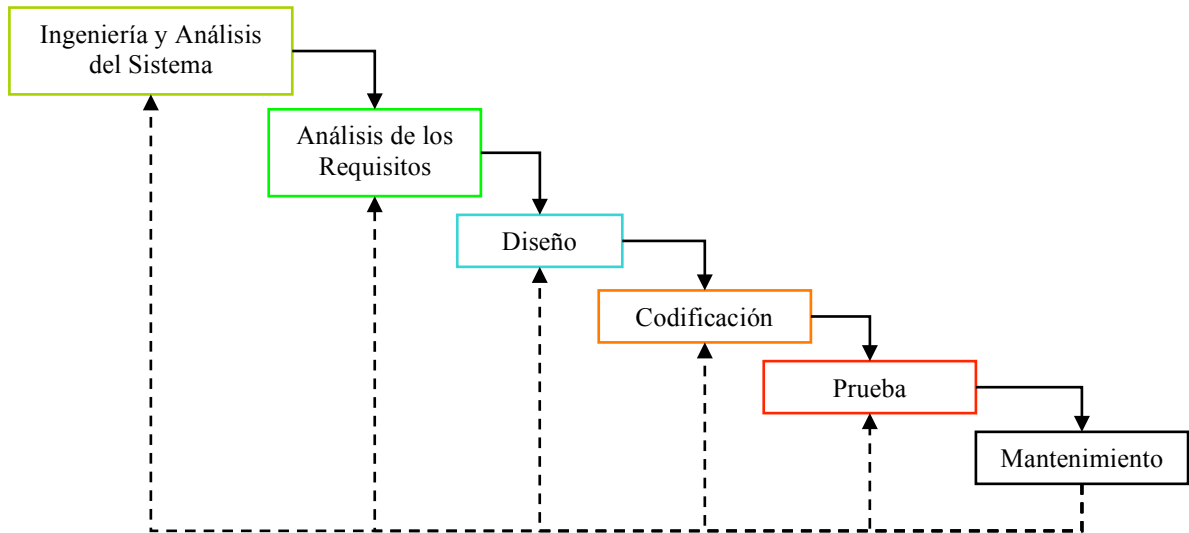 Ingeniería y Análisis
del Sistema
Análisis de los
Requisitos
Diseño
Codificación
Prueba
Mantenimiento